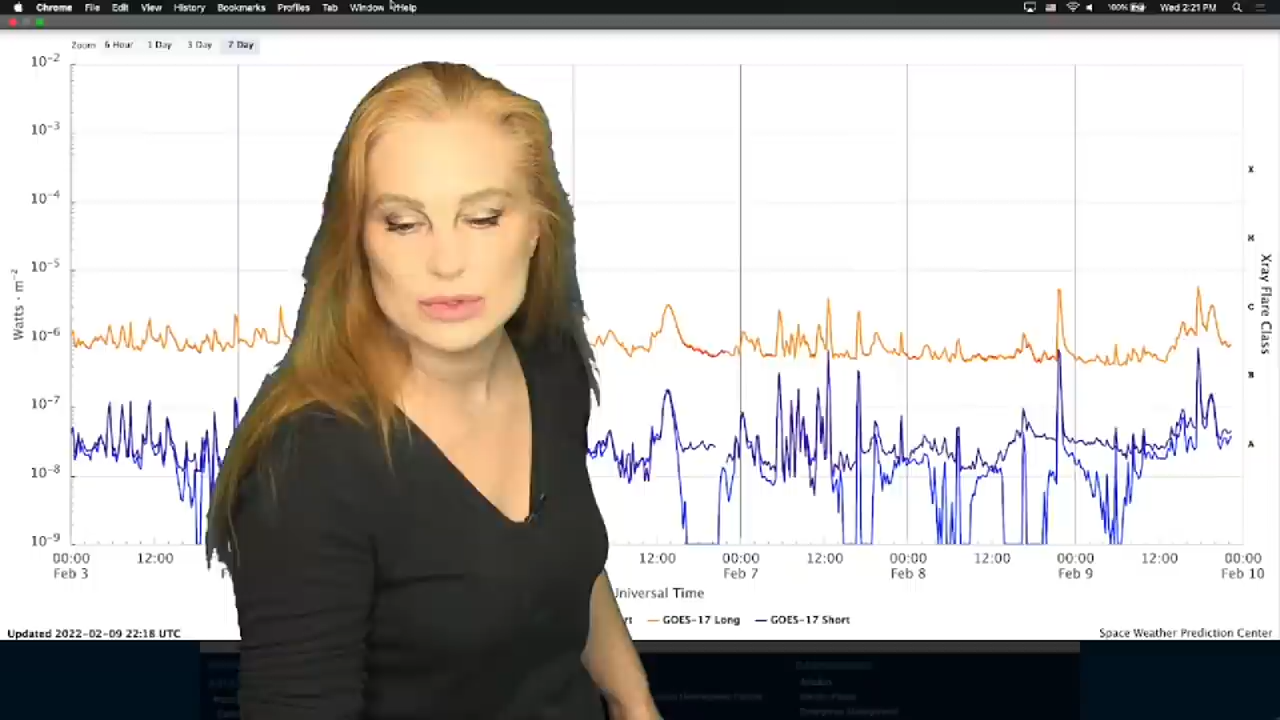 Chrome File Edit View History Bookmarks Profiles Tab Window Help 100% Wed 2:21 PM
Zoom 6 Hour 1 Day 3 Day 7 Day
10⁻²
10⁻³
10⁻⁴
10⁻⁵
10⁻⁶
10⁻⁷
10⁻⁸
10⁻⁹
Watts · m⁻²
X
M
C
B
A
Xray Flare Class
00:00 12:00 12:00 00:00 12:00 00:00 12:00 00:00 12:00 00:00
Feb 3 Feb 7 Feb 8 Feb 9 Feb 10
Universal Time
GOES-17 Long GOES-17 Short
Updated 2022-02-09 22:18 UTC
Space Weather Prediction Center